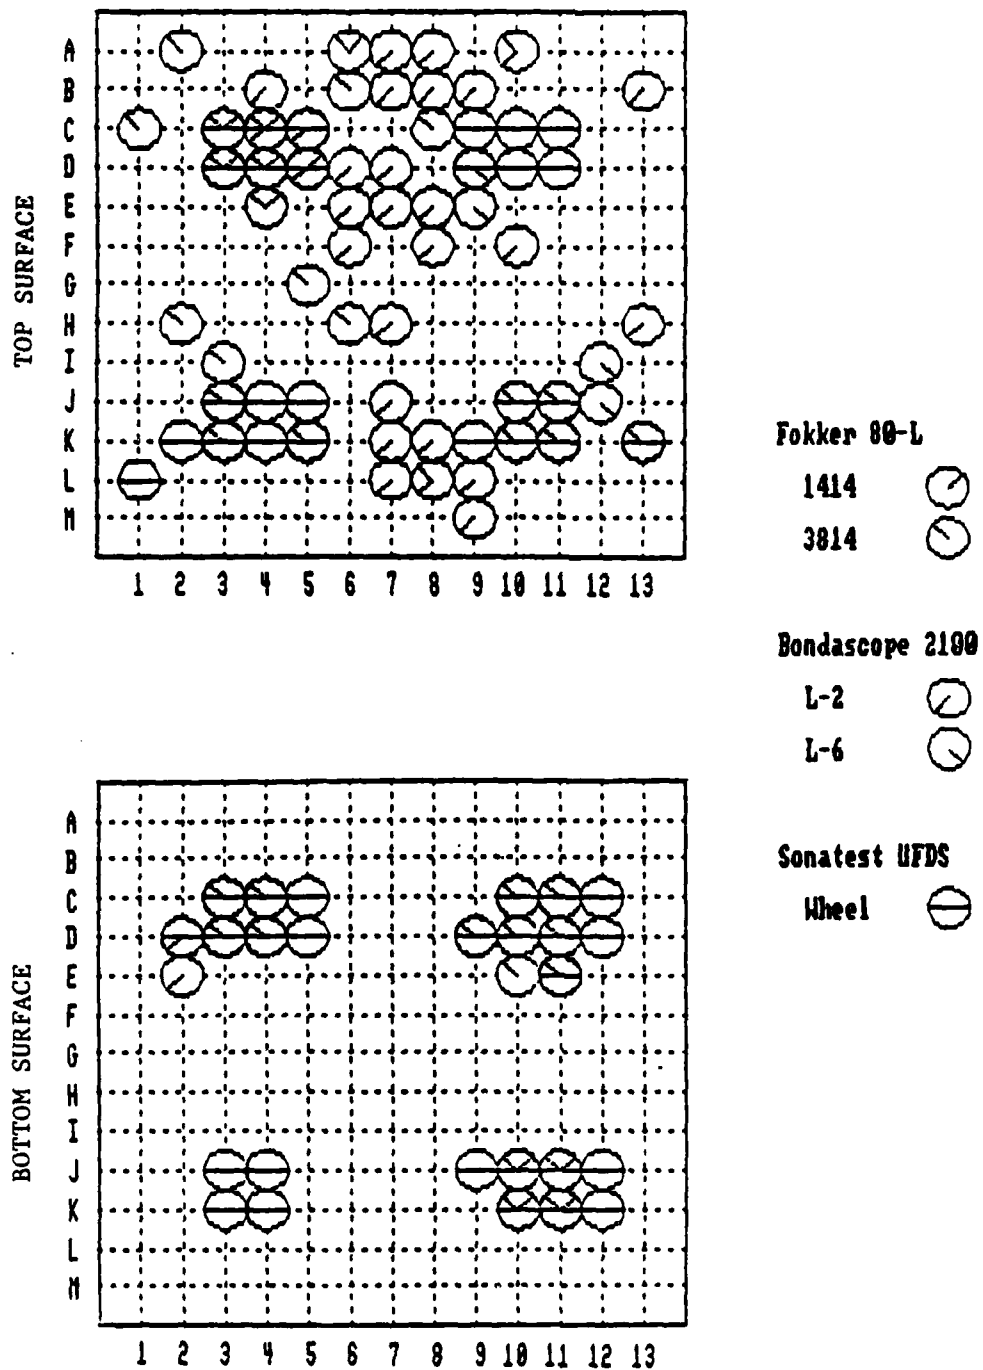 TOP SURFACE
A
B
C
D
E
F
G
H
I
J
K
L
M
1 2 3 4 5 6 7 8 9 10 11 12 13
Fokker 80-L
1414
3814
Bondascope 2100
L-2
L-6
Sonatest UFDS
Wheel
BOTTOM SURFACE
A
B
C
D
E
F
G
H
I
J
K
L
M
1 2 3 4 5 6 7 8 9 10 11 12 13